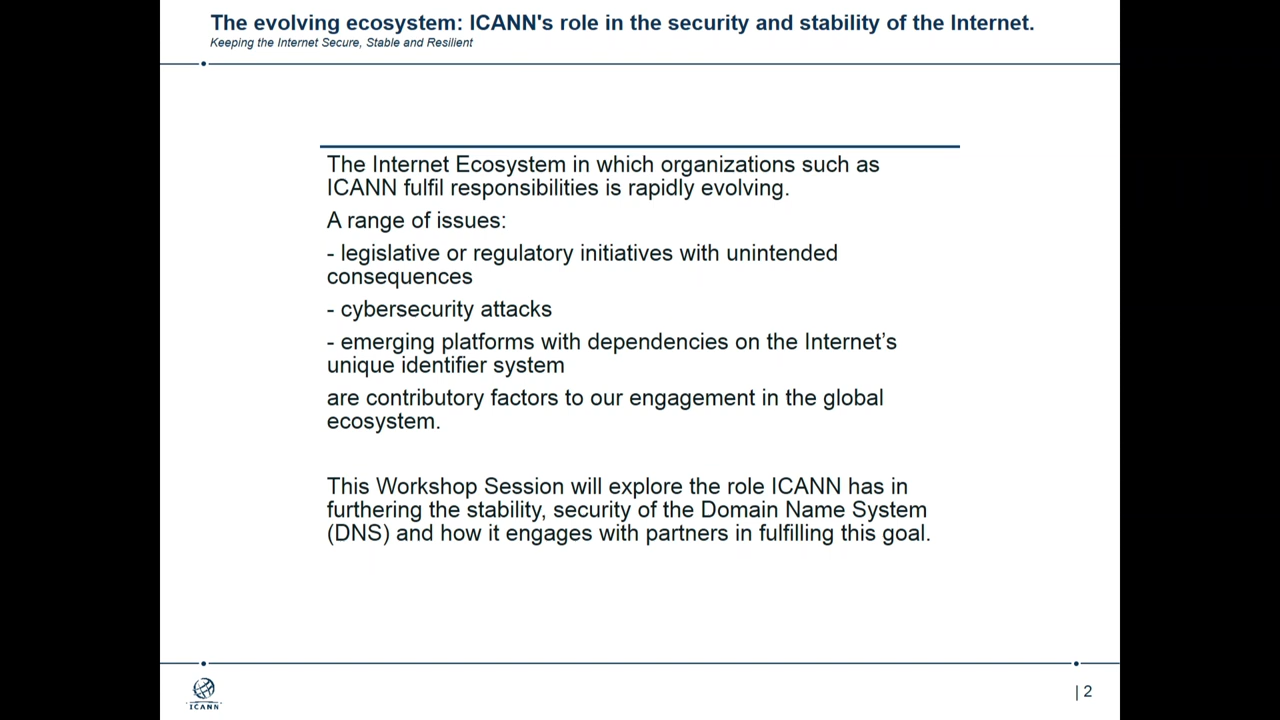 The evolving ecosystem: ICANN's role in the security and stability of the Internet.
Keeping the Internet Secure, Stable and Resilient
The Internet Ecosystem in which organizations such as
ICANN fulfil responsibilities is rapidly evolving.
A range of issues:
- legislative or regulatory initiatives with unintended
consequences
- cybersecurity attacks
- emerging platforms with dependencies on the Internet’s
unique identifier system
are contributory factors to our engagement in the global
ecosystem.
This Workshop Session will explore the role ICANN has in
furthering the stability, security of the Domain Name System
(DNS) and how it engages with partners in fulfilling this goal.
ICANN
| 2